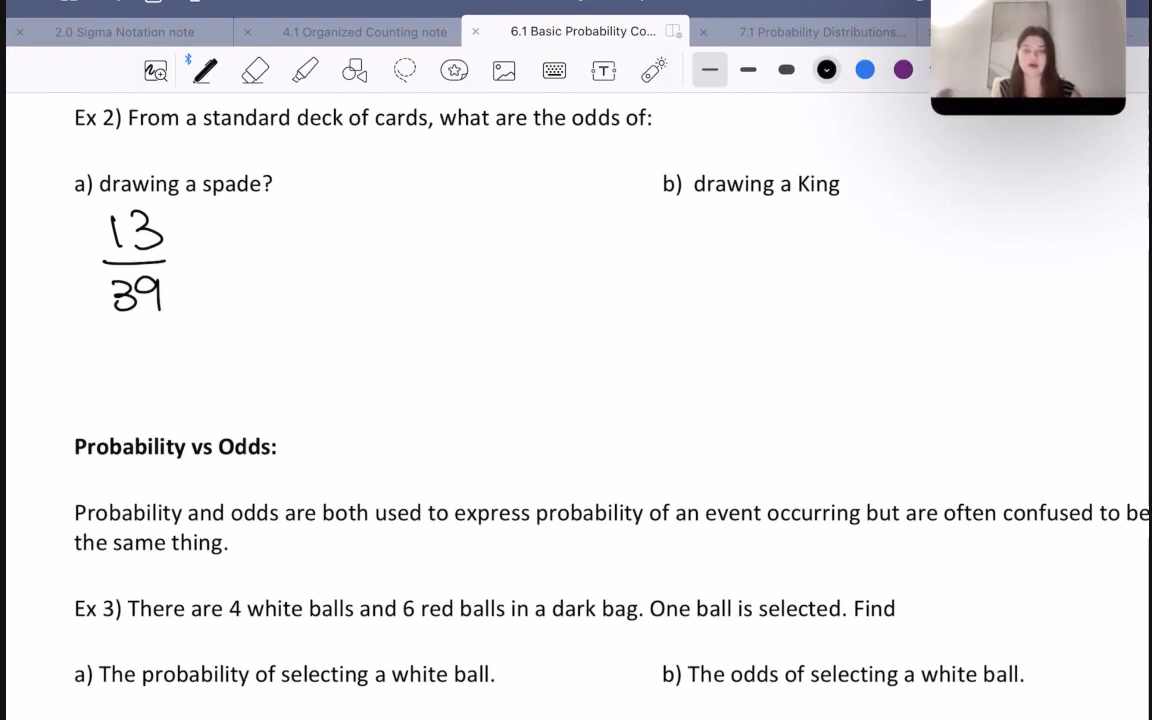 2.0 Sigma Notation note
4.1 Organized Counting note
6.1 Basic Probability Co...
7.1 Probability Distributions...
Ex 2) From a standard deck of cards, what are the odds of:
a) drawing a spade?
b) drawing a King
13
39
Probability vs Odds:
Probability and odds are both used to express probability of an event occurring but are often confused to be
the same thing.
Ex 3) There are 4 white balls and 6 red balls in a dark bag. One ball is selected. Find
a) The probability of selecting a white ball.
b) The odds of selecting a white ball.